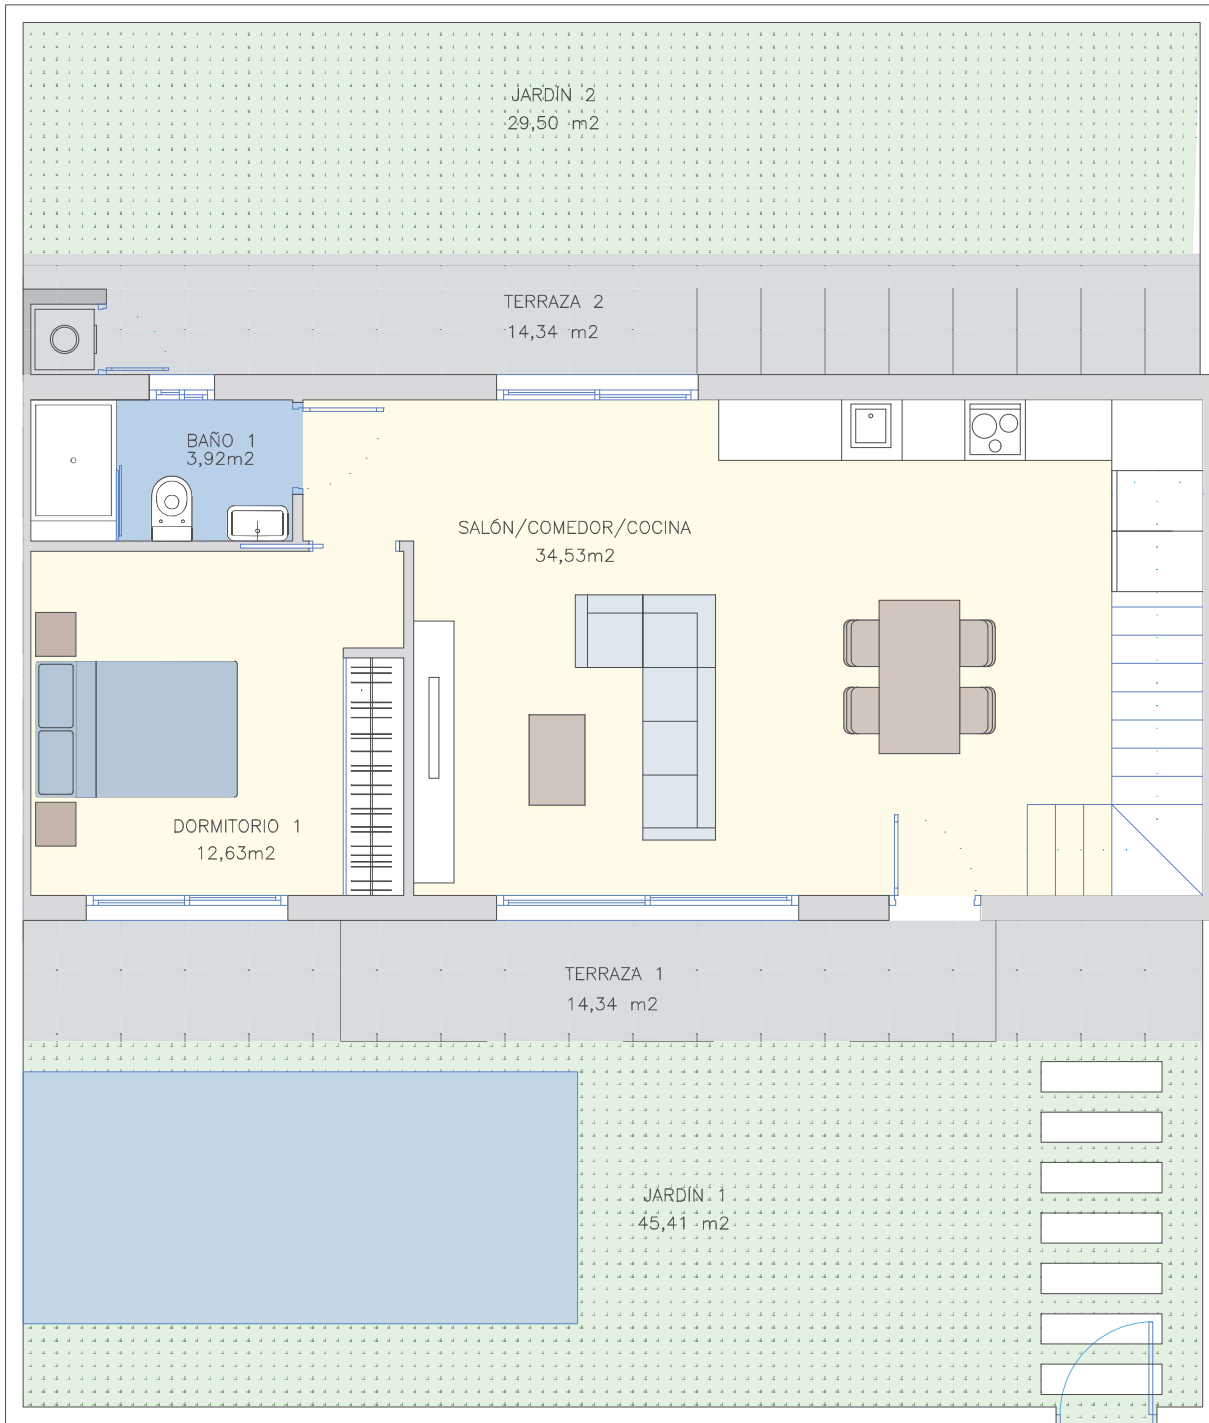 JARDÍN 2
29,50 m2
TERRAZA 2
14,34 m2
BAÑO 1
3,92m2
SALÓN/COMEDOR/COCINA
34,53m2
DORMITORIO 1
12,63m2
TERRAZA 1
14,34 m2
JARDÍN 1
45,41 m2